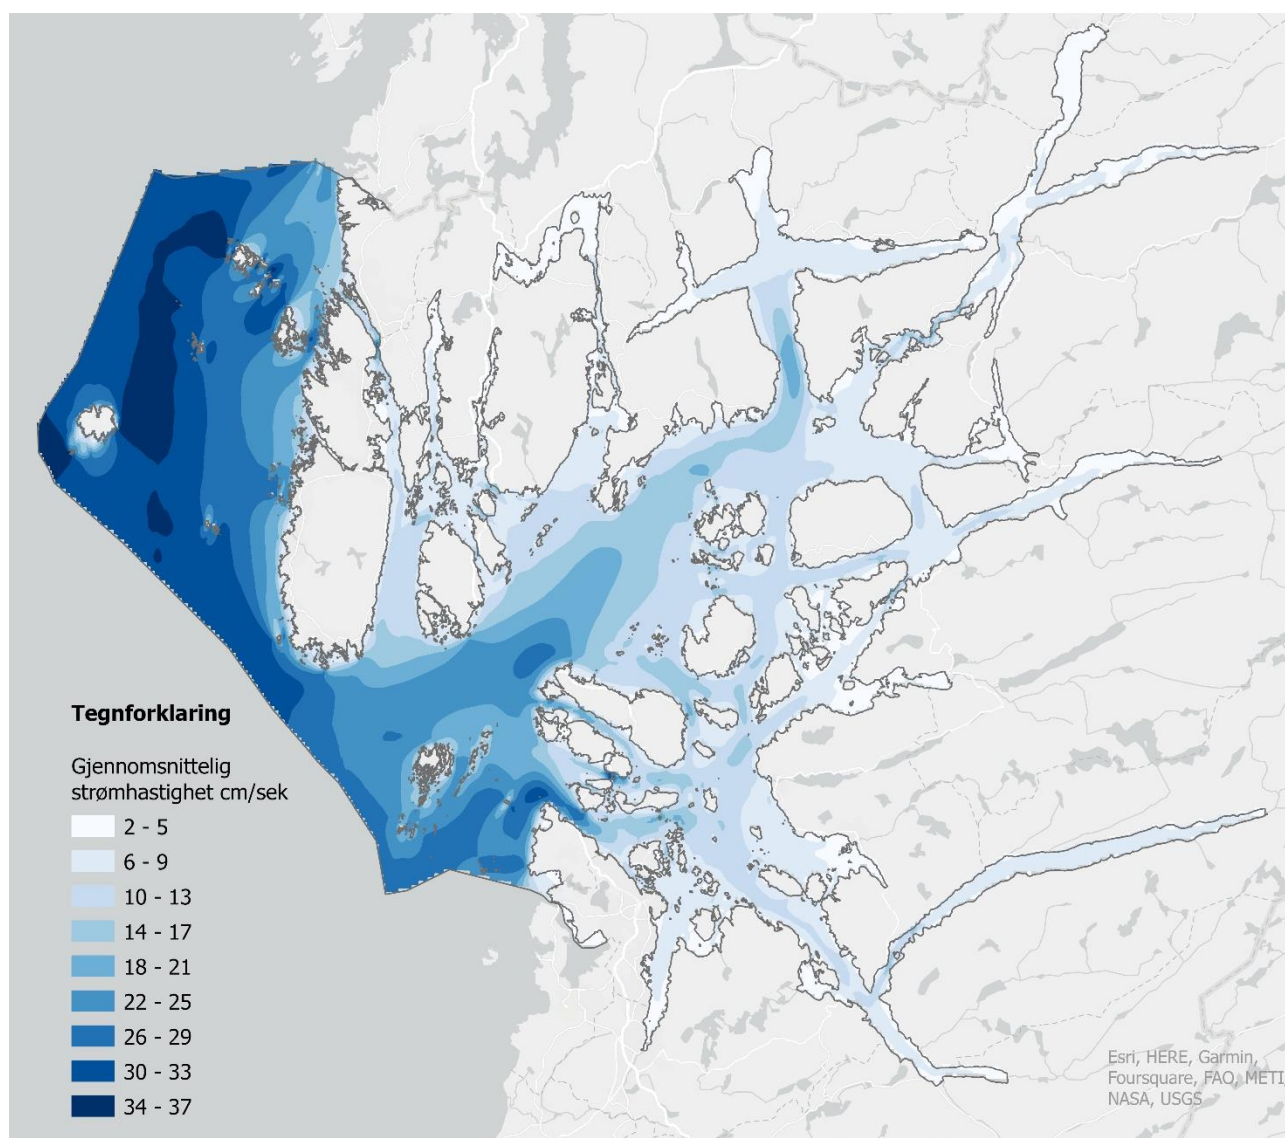 Tegnforklaring
Gjennomsnittelig
strømhastighet cm/sek
2 - 5
6 - 9
10 - 13
14 - 17
18 - 21
22 - 25
26 - 29
30 - 33
34 - 37
Esri, HERE, Garmin,
Foursquare, FAO, METI
NASA, USGS